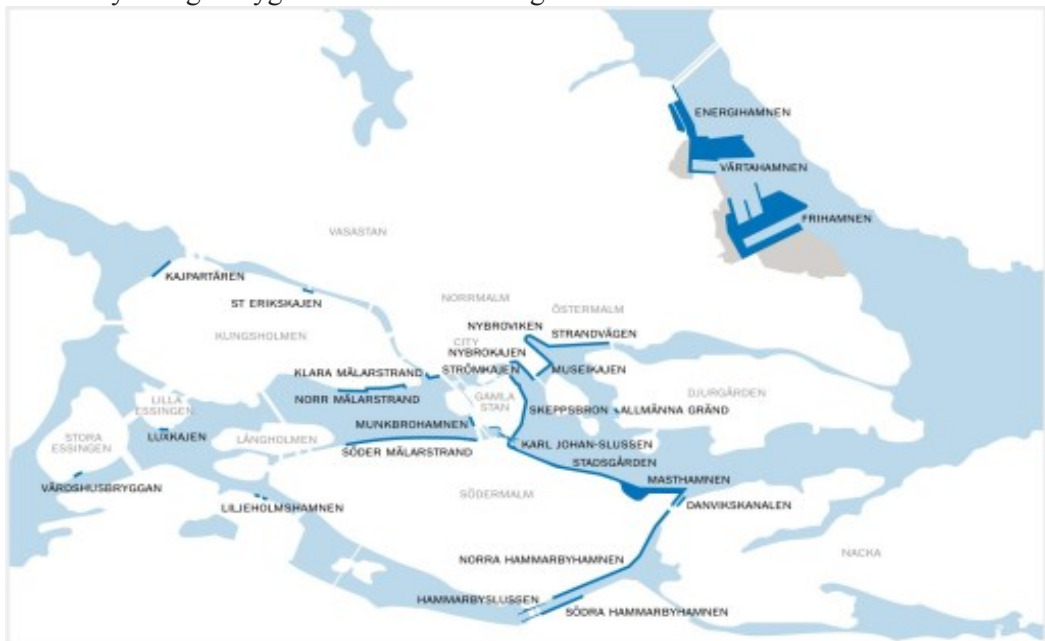 ENERGIHAMNEN
VÄRTAHAMNEN
FRIHAMNEN
VASASTAN
KAJPARTÄREN
ST ERIKSKAJEN
NORRMALM
ÖSTERMALM
KUNGSHOLMEN
NYBROVIKEN
STRANDVÄGEN
CITY
NYBROKAJEN
KLARA MÄLARSTRAND
STRÖMKAJEN
MUSEIKAJEN
DJURGÅRDEN
NORR MÄLARSTRAND
GAMLA
STAN
LILLA
ESSINGEN
SKEPPSBRON
ALLMÄNNA GRÄND
MUNKBROHAMNEN
LUXKAJEN
LÅNGHOLMEN
STORA
ESSINGEN
KARL JOHAN-SLUSSEN
SÖDER MÄLARSTRAND
STADSGÅRDEN
MASTHAMNEN
VÄRDSHUSBRYGGAN
SÖDERMALM
LILJEHOLMSHAMNEN
DANVIKSKANALEN
NACKA
NORRA HAMMARBYHAMNEN
HAMMARBYSLUSSEN
SÖDRA HAMMARBYHAMNEN